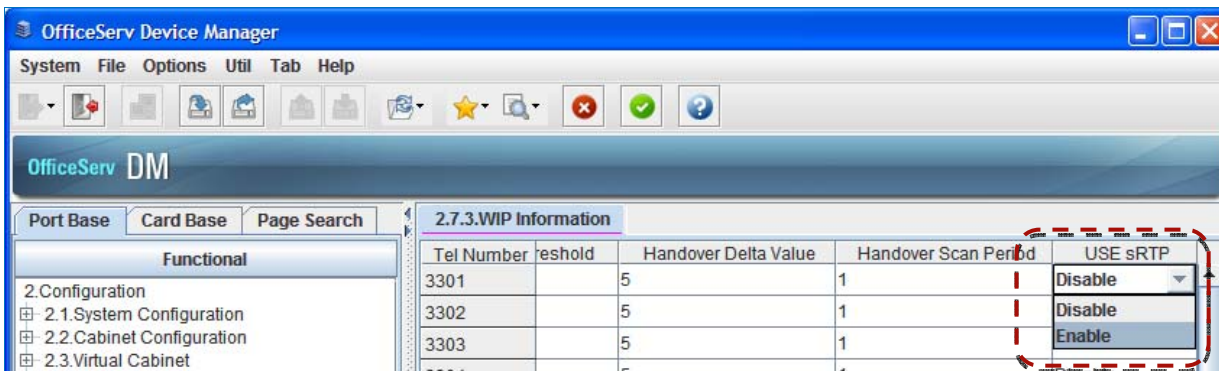 OfficeServ Device Manager
System File Options Util Tab Help
OfficeServ DM
Port Base Card Base Page Search
2.7.3.WIP Information
Functional
Tel Number reshold Handover Delta Value Handover Scan Period USE sRTP
2.Configuration
2.1.System Configuration
2.2.Cabinet Configuration
2.3.Virtual Cabinet
3301 5 1 Disable
3302 5 1 Disable
3303 5 1 Enable